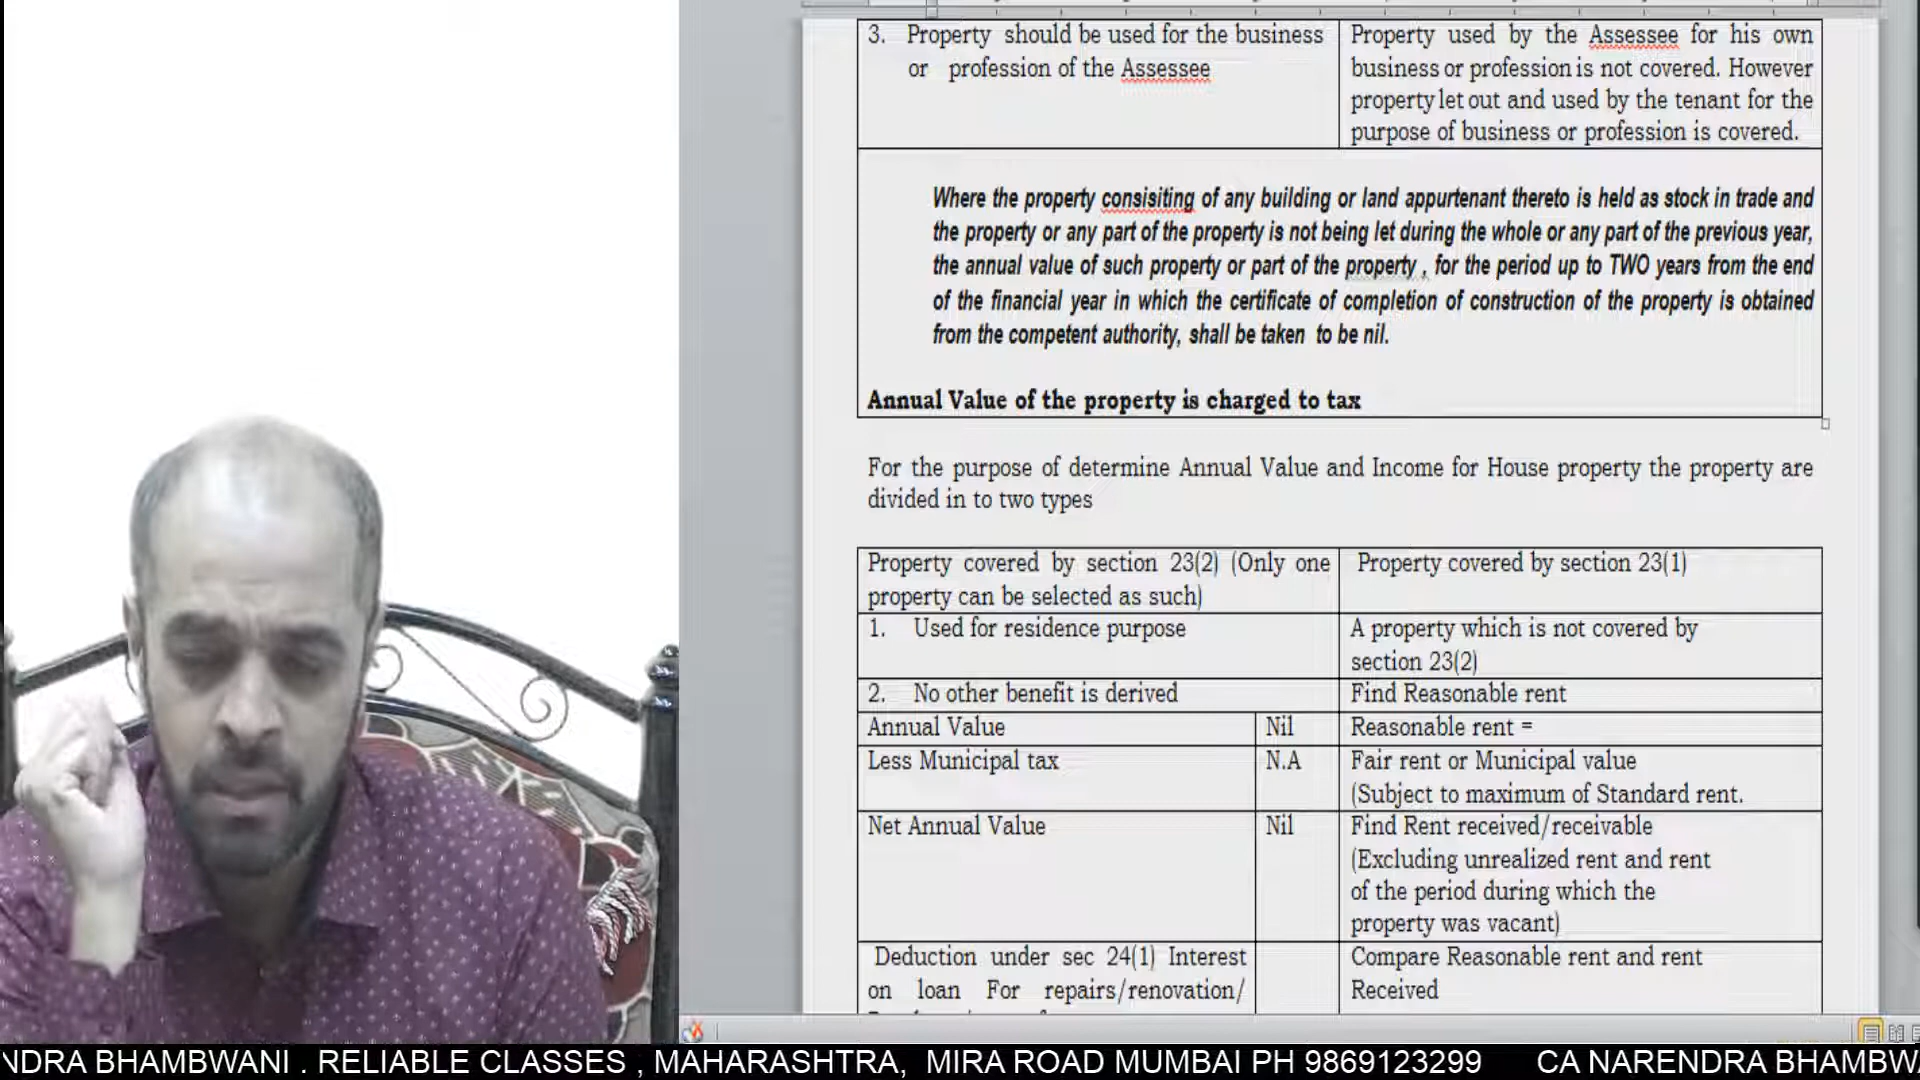 3. Property should be used for the business
or profession of the Assessee
Property used by the Assessee for his own
business or profession is not covered. However
property let out and used by the tenant for the
purpose of business or profession is covered.
Where the property consisiting of any building or land appurtenant thereto is held as stock in trade and
the property or any part of the property is not being let during the whole or any part of the previous year,
the annual value of such property or part of the property , for the period up to TWO years from the end
of the financial year in which the certificate of completion of construction of the property is obtained
from the competent authority, shall be taken to be nil.
Annual Value of the property is charged to tax
For the purpose of determine Annual Value and Income for House property the property are
divided in to two types
Property covered by section 23(2) (Only one
property can be selected as such)
Property covered by section 23(1)
1. Used for residence purpose
A property which is not covered by
section 23(2)
2. No other benefit is derived
Find Reasonable rent
Annual Value
Nil
Reasonable rent =
Less Municipal tax
N.A
Fair rent or Municipal value
(Subject to maximum of Standard rent.
Net Annual Value
Nil
Find Rent received/receivable
(Excluding unrealized rent and rent
of the period during which the
property was vacant)
Deduction under sec 24(1) Interest
on loan For repairs/renovation/
Compare Reasonable rent and rent
Received
NDRA BHAMBWANI . RELIABLE CLASSES ; MAHARASHTRA, MIRA ROAD MUMBAI PH 9869123299 CA NARENDRA BHAMBW